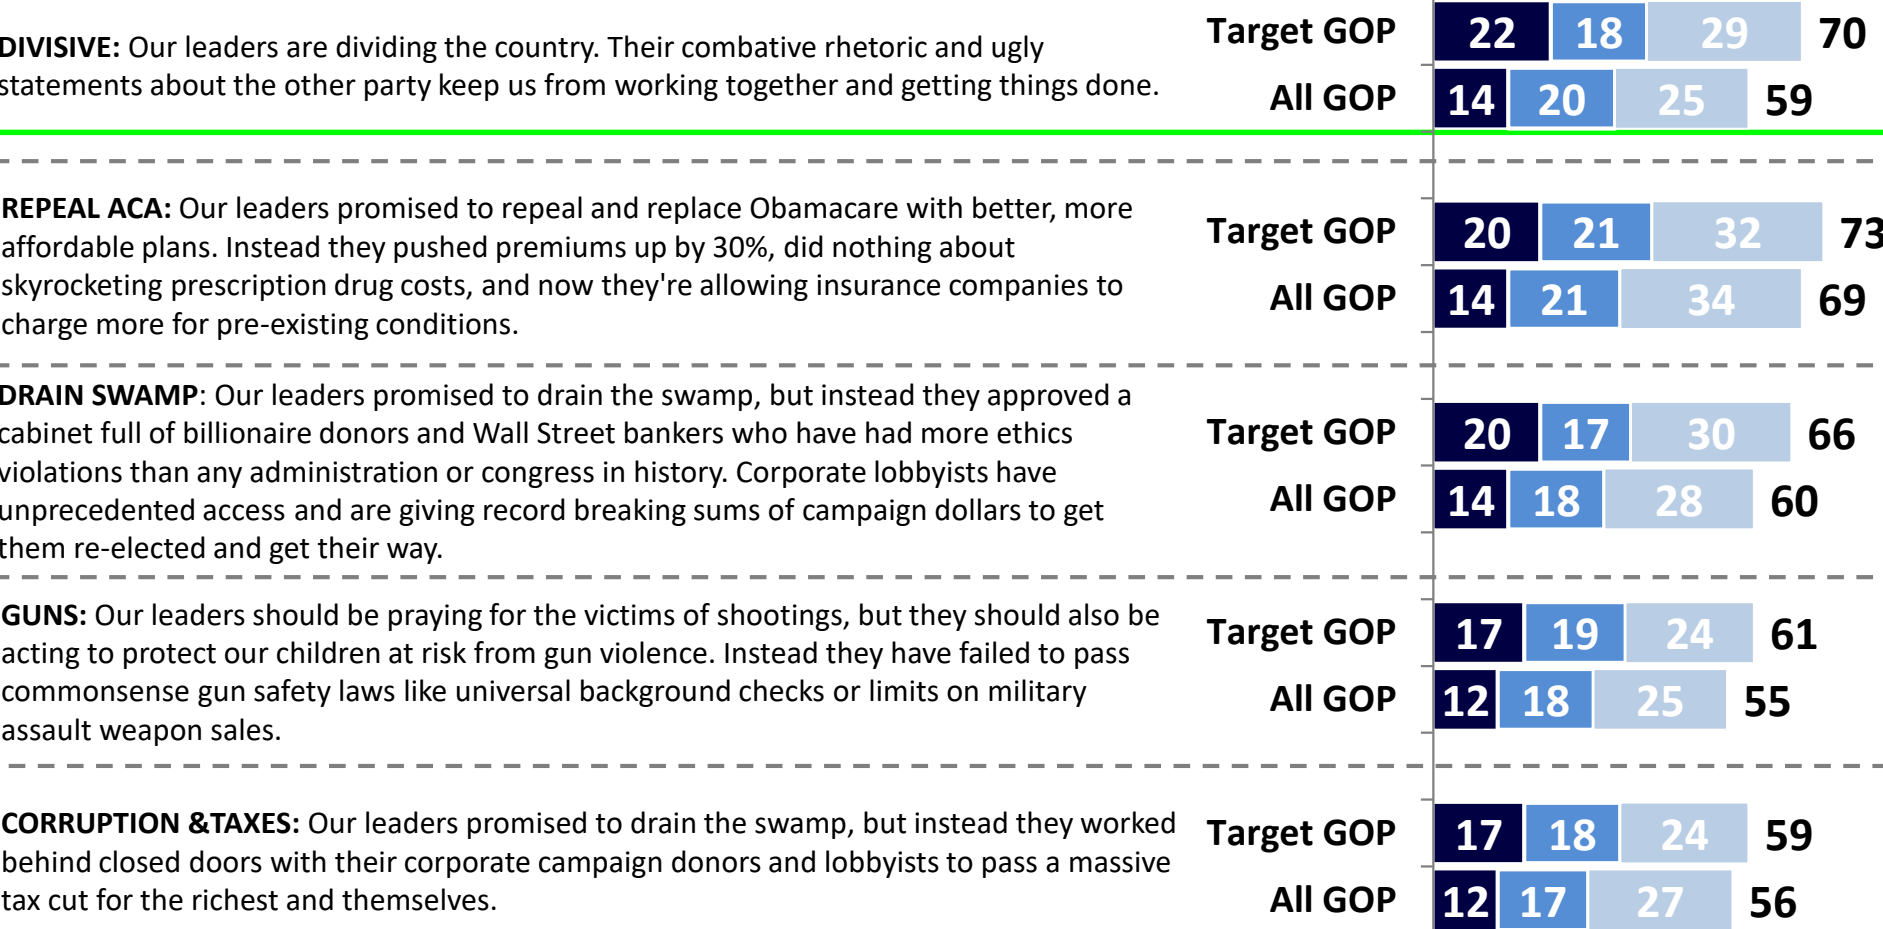 DIVISIVE: Our leaders are dividing the country. Their combative rhetoric and ugly
statements about the other party keep us from working together and getting things done.
Target GOP 22 18 29 70
All GOP 14 20 25 59
REPEAL ACA: Our leaders promised to repeal and replace Obamacare with better, more
affordable plans. Instead they pushed premiums up by 30%, did nothing about
skyrocketing prescription drug costs, and now they're allowing insurance companies to
charge more for pre-existing conditions.
Target GOP 20 21 32 73
All GOP 14 21 34 69
DRAIN SWAMP: Our leaders promised to drain the swamp, but instead they approved a
cabinet full of billionaire donors and Wall Street bankers who have had more ethics
violations than any administration or congress in history. Corporate lobbyists have
unprecedented access and are giving record breaking sums of campaign dollars to get
them re-elected and get their way.
Target GOP 20 17 30 66
All GOP 14 18 28 60
GUNS: Our leaders should be praying for the victims of shootings, but they should also be
acting to protect our children at risk from gun violence. Instead they have failed to pass
commonsense gun safety laws like universal background checks or limits on military
assault weapon sales.
Target GOP 17 19 24 61
All GOP 12 18 25 55
CORRUPTION &TAXES: Our leaders promised to drain the swamp, but instead they worked
behind closed doors with their corporate campaign donors and lobbyists to pass a massive
tax cut for the richest and themselves.
Target GOP 17 18 24 59
All GOP 12 17 27 56